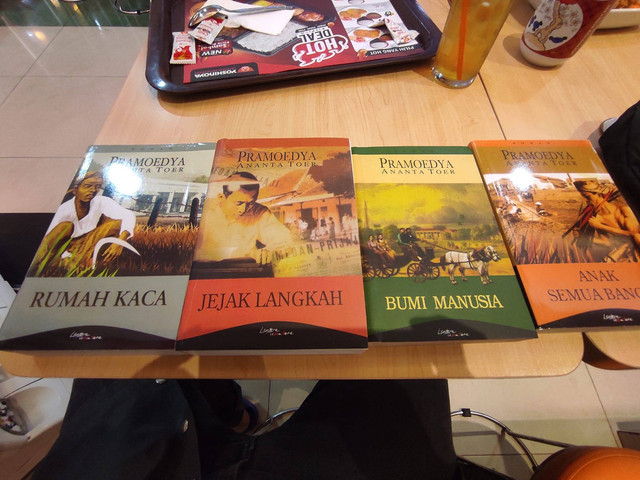 HOT
DEAL
YOSHINOYA
PRAMOEDYA
ANANTA TOER
RUMAH KACA
PRAMOEDYA
ANANTA TOER
JEJAK LANGKAH
PRAMOEDYA
ANANTA TOER
BUMI MANUSIA
PRAMOEDYA
ANANTA TOER
ANAK
SEMUA BANG